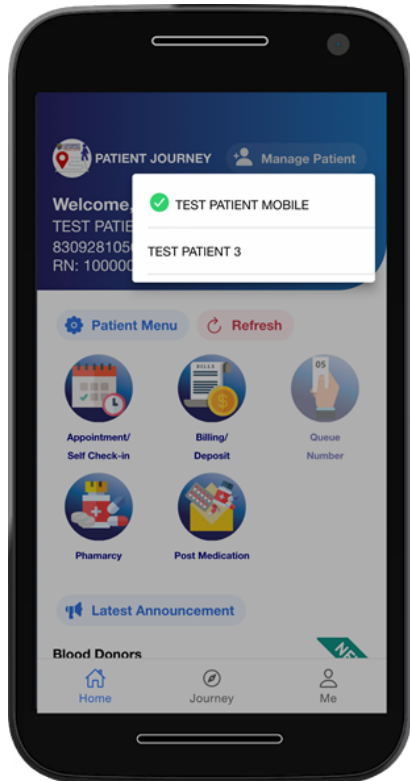 PATIENT JOURNEY
Manage Patient
Welcome,
TEST PATIENT MOBILE
TEST PATIE
8309281050
TEST PATIENT 3
RN: 100000
Patient Menu
Refresh
BILLS
$
05
Appointment/
Self Check-in
Billing/
Deposit
Queue
Number
Phamarcy
Post Medication
Latest Announcement
Blood Donors
NE
Home
Journey
Me